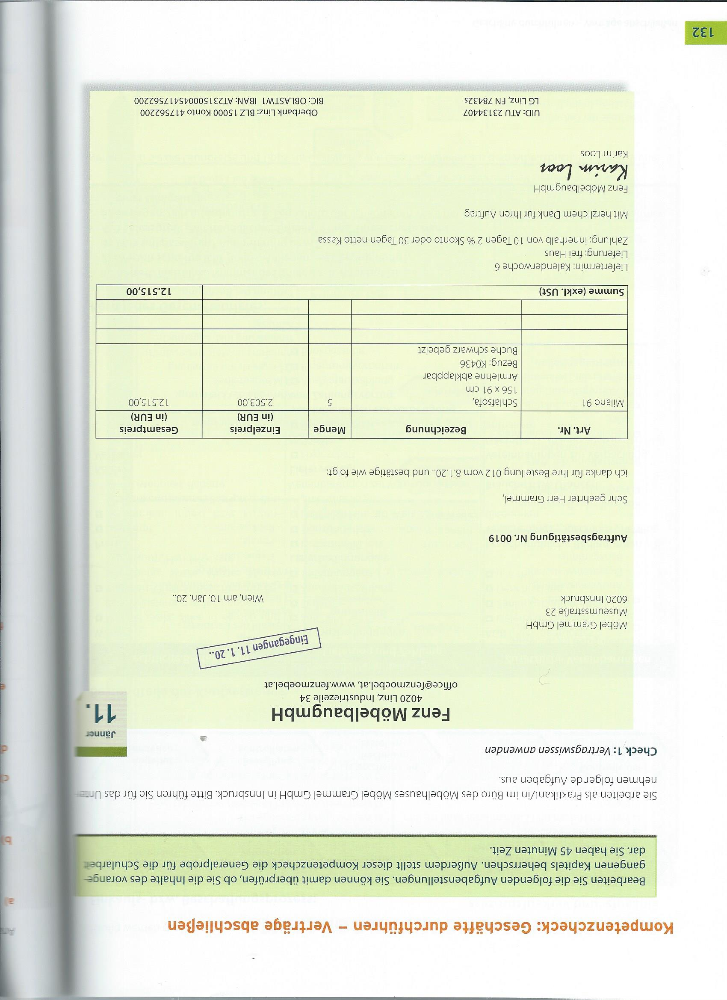 Kompetenzcheck: Geschäfte durchführen – Verträge abschließen
Bearbeiten Sie die folgenden Aufgabenstellungen. Sie können damit überprüfen, ob Sie die Inhalte des vorange-
gangenen Kapitels beherrschen. Außerdem stellt dieser Kompetenzcheck die Generalprobe für die Schularbeit
dar. Sie haben 45 Minuten Zeit.
Sie arbeiten als Praktikant/in im Büro des Möbelhauses Möbel Grammel GmbH in Innsbruck. Bitte führen Sie für das Unter-
nehmen folgende Aufgaben aus.
Check 1: Vertragswissen anwenden
Jänner
11.
Fenz MöbelbaugmbH
4020 Linz, Industriezeile 34
office@fenzmoebel.at, www.fenzmoebel.at
Eingegangen 11. 1. 20..
Möbel Grammel GmbH
Museumsstraße 23
6020 Innsbruck
Wien, am 10. Jän. 20..
Auftragsbestätigung Nr. 0019
Sehr geehrter Herr Grammel,
ich danke für Ihre Bestellung 012 vom 8.1.20.. und bestätige wie folgt:
Art. Nr. Bezeichnung Menge Einzelpreis Gesamtpreis
(in EUR) (in EUR)
Milano 91 Schlafsofa, 5 2.503,00 12.515,00
156 x 91 cm
Armlehne abklappbar
Bezug: K0436
Buche schwarz gebeizt
Summe (exkl. USt) 12.515,00
Liefertermin: Kalenderwoche 6
Lieferung: frei Haus
Zahlung: innerhalb von 10 Tagen 2 % Skonto oder 30 Tagen netto Kassa
Mit herzlichem Dank für Ihren Auftrag
Fenz MöbelbaugmbH
Karim Loos
Karim Loos
UID: ATU 23134407 Oberbank Linz: BLZ 15000 Konto 417562200
LG Linz, FN 78432s BIC: OBLASTW1 IBAN: AT231500045417562200
132
a)
b)
c)
d
e